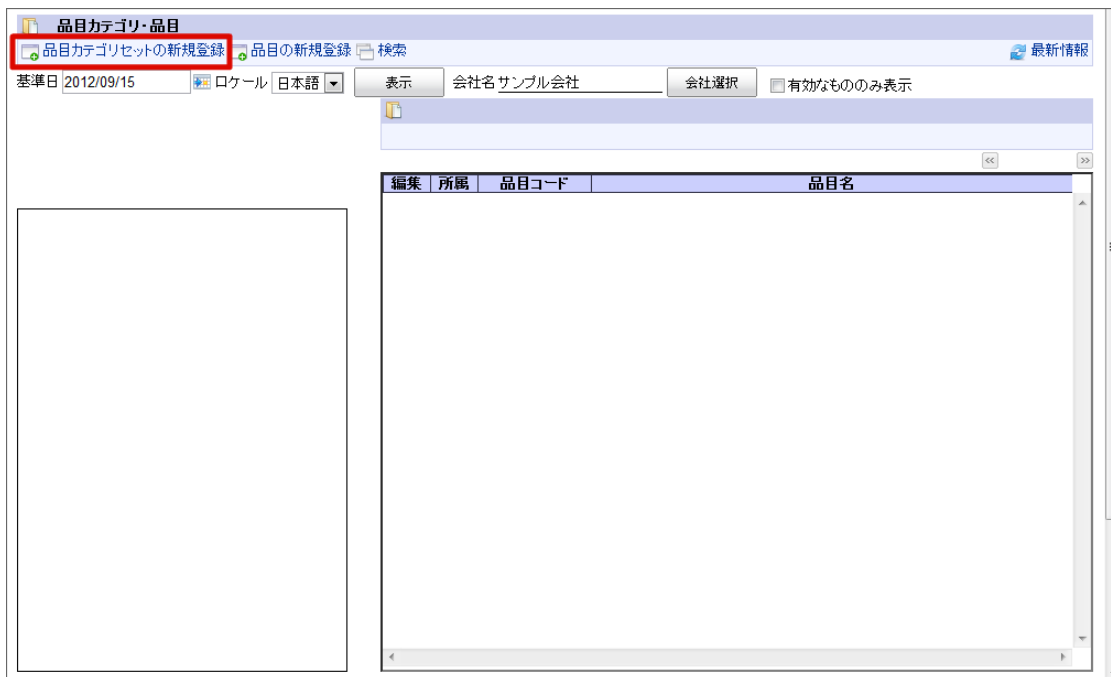 品目カテゴリ・品目
品目カテゴリセットの新規登録 品目の新規登録 検索 最新情報
基準日 2012/09/15 ロケール 日本語 表示 会社名 サンプル会社 会社選択 有効なもののみ表示
<< >>
編集 所属 品目コード 品目名